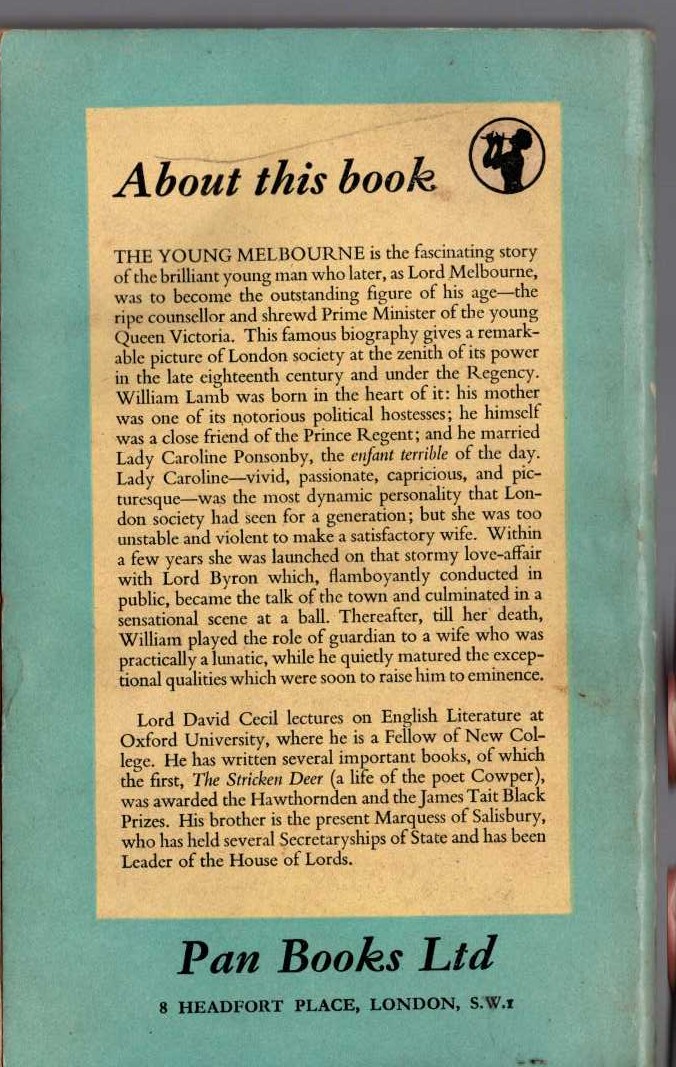 About this book
THE YOUNG MELBOURNE is the fascinating story
of the brilliant young man who later, as Lord Melbourne,
was to become the outstanding figure of his age—the
ripe counsellor and shrewd Prime Minister of the young
Queen Victoria. This famous biography gives a remark-
able picture of London society at the zenith of its power
in the late eighteenth century and under the Regency.
William Lamb was born in the heart of it: his mother
was one of its notorious political hostesses; he himself
was a close friend of the Prince Regent; and he married
Lady Caroline Ponsonby, the enfant terrible of the day.
Lady Caroline—vivid, passionate, capricious, and pic-
turesque—was the most dynamic personality that Lon-
don society had seen for a generation; but she was too
unstable and violent to make a satisfactory wife. Within
a few years she was launched on that stormy love-affair
with Lord Byron which, flamboyantly conducted in
public, became the talk of the town and culminated in a
sensational scene at a ball. Thereafter, till her death,
William played the role of guardian to a wife who was
practically a lunatic, while he quietly matured the excep-
tional qualities which were soon to raise him to eminence.
Lord David Cecil lectures on English Literature at
Oxford University, where he is a Fellow of New Col-
lege. He has written several important books, of which
the first, The Stricken Deer (a life of the poet Cowper),
was awarded the Hawthornden and the James Tait Black
Prizes. His brother is the present Marquess of Salisbury,
who has held several Secretaryships of State and has been
Leader of the House of Lords.
Pan Books Ltd
8 HEADFORT PLACE, LONDON, S.W.1